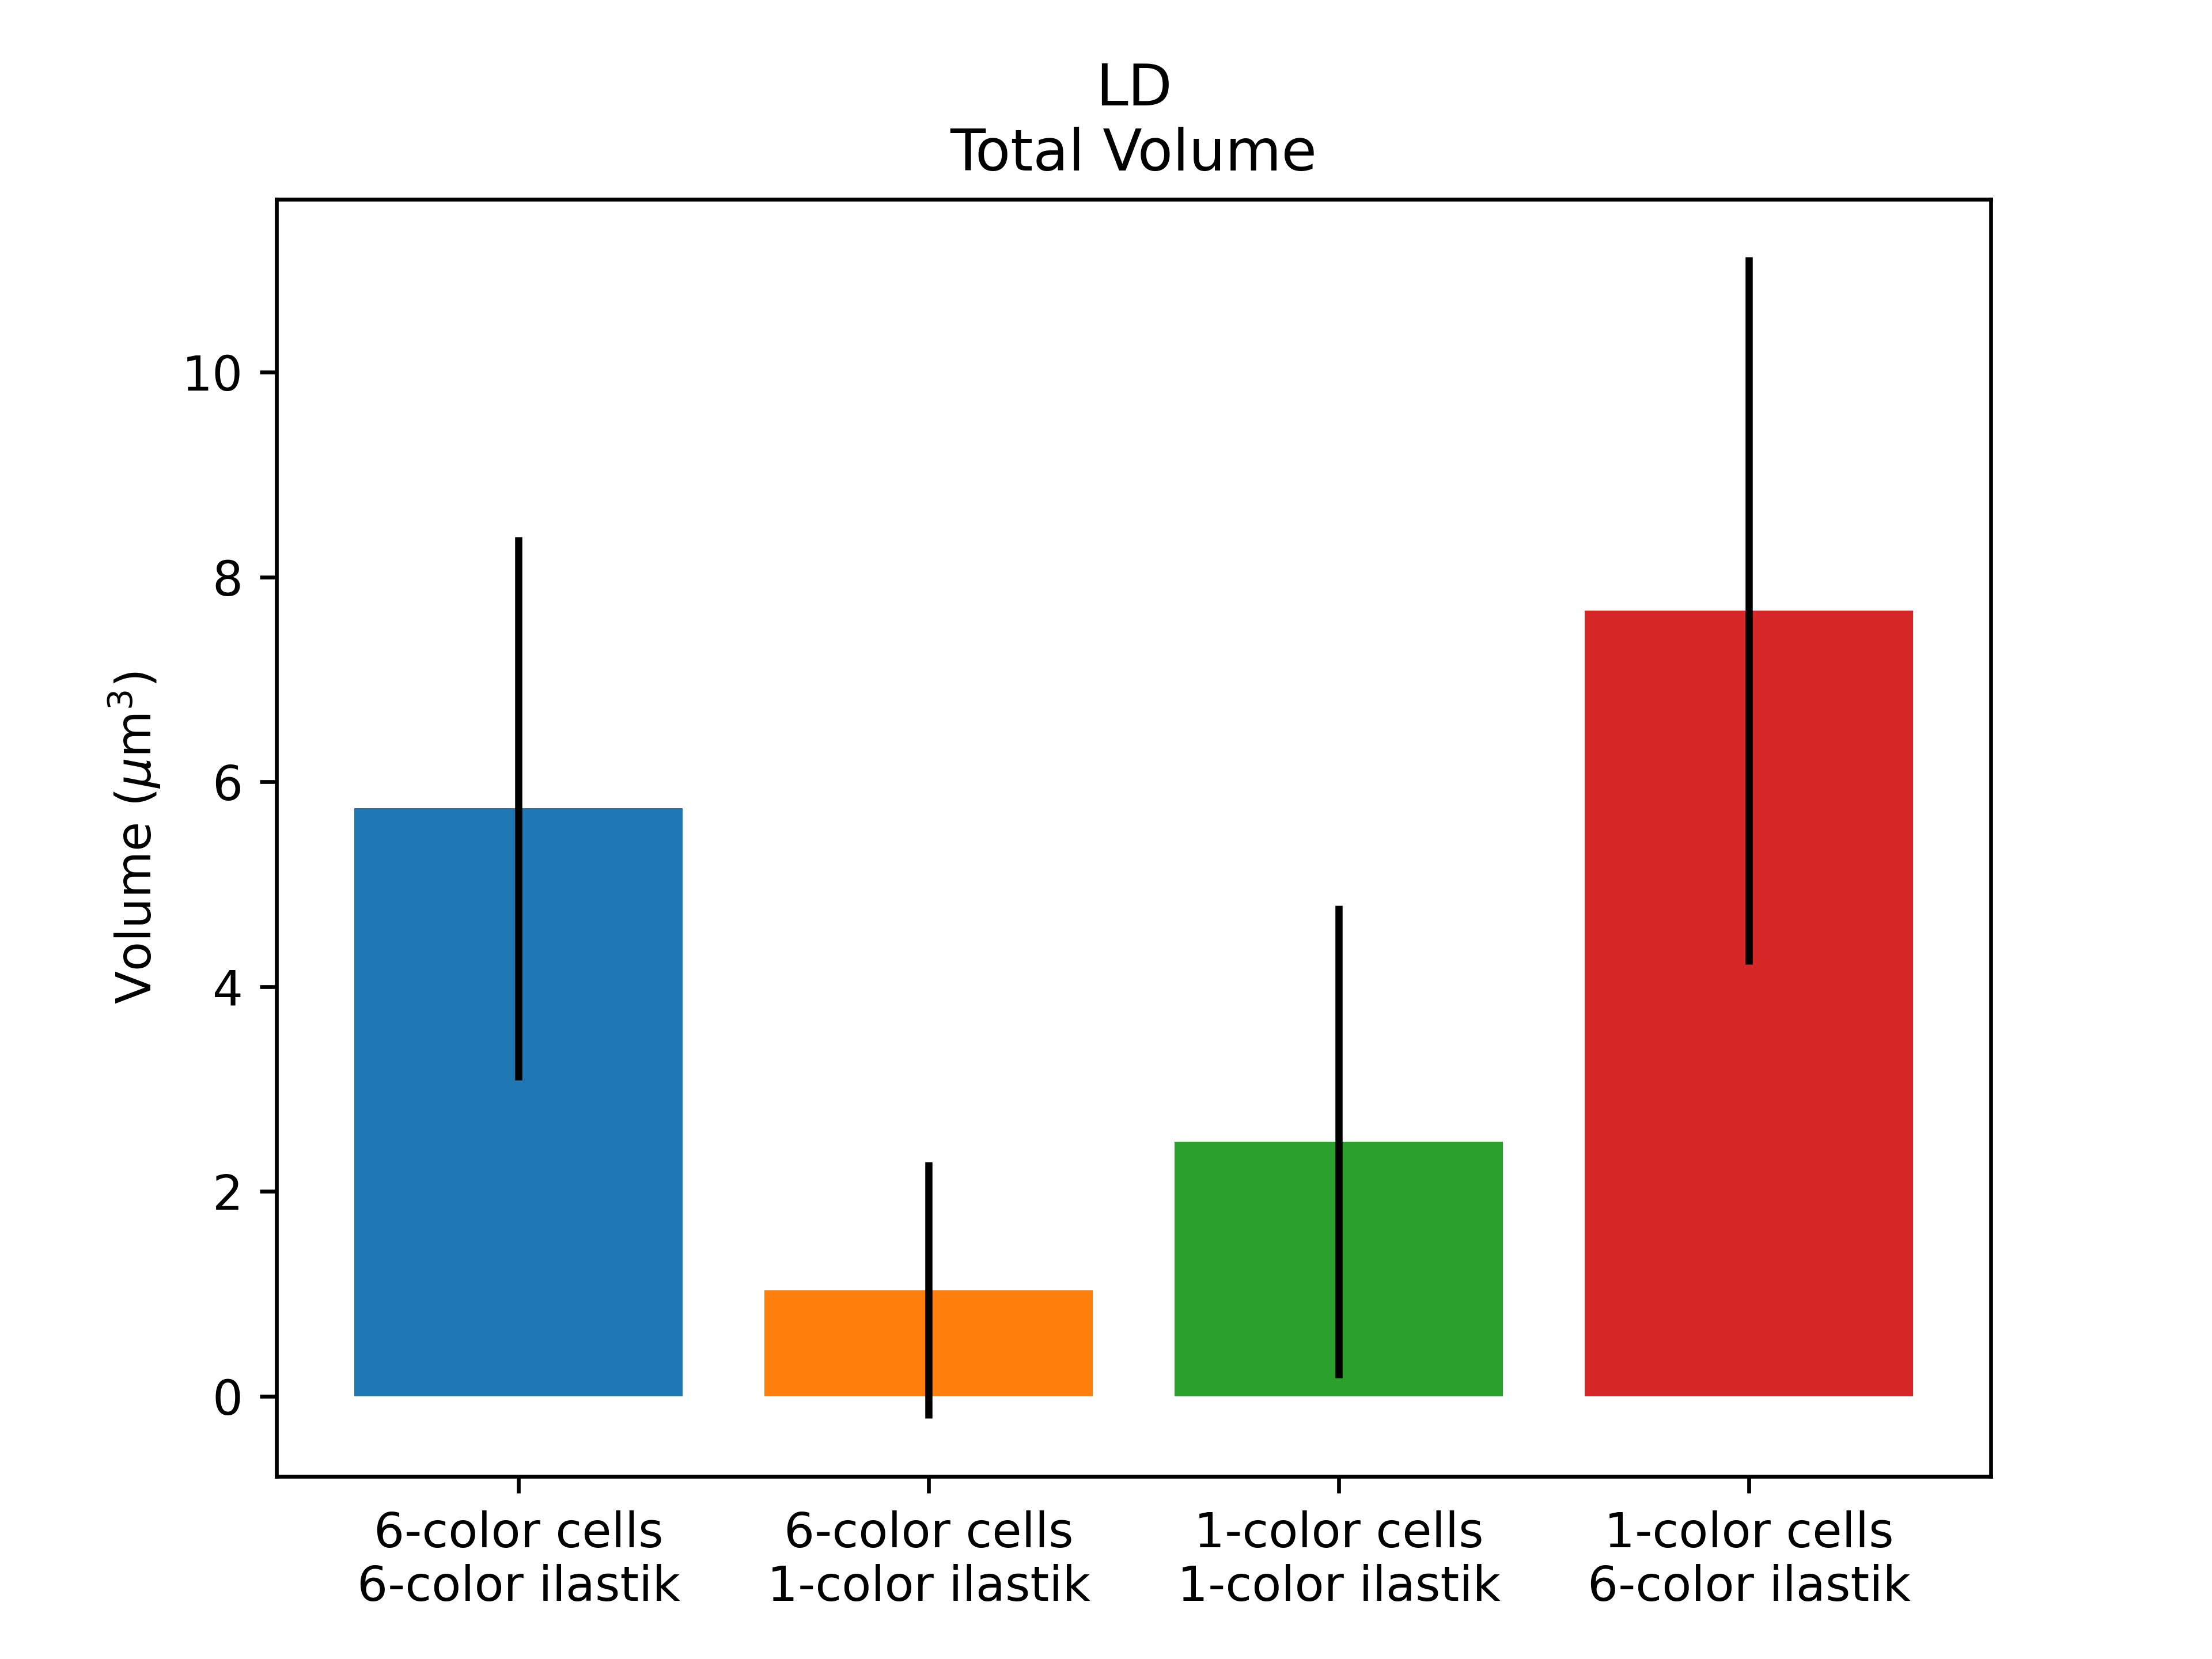 LD
Total Volume
Volume (μm³)
10
8
6
4
2
0
6-color cells
6-color ilastik
6-color cells
1-color ilastik
1-color cells
1-color ilastik
1-color cells
6-color ilastik